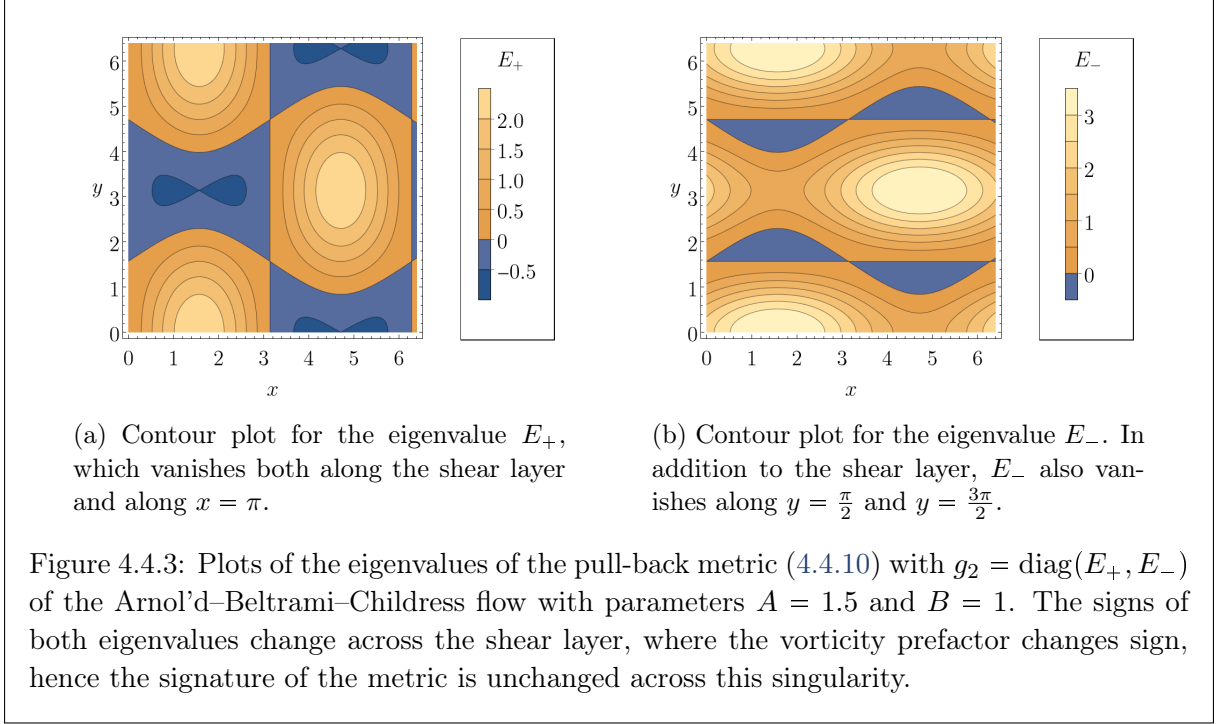 E₊
2.0
1.5
1.0
0.5
0
−0.5
6
5
4
3
2
1
0
y
0 1 2 3 4 5 6
x
E₋
3
2
1
0
6
5
4
3
2
1
0
y
0 1 2 3 4 5 6
x
(a) Contour plot for the eigenvalue E₊,
which vanishes both along the shear layer
and along x = π.
(b) Contour plot for the eigenvalue E₋. In
addition to the shear layer, E₋ also van-
ishes along y = π/2 and y = 3π/2.
Figure 4.4.3: Plots of the eigenvalues of the pull-back metric (4.4.10) with g₂ = diag(E₊, E₋)
of the Arnol'd–Beltrami–Childress flow with parameters A = 1.5 and B = 1. The signs of
both eigenvalues change across the shear layer, where the vorticity prefactor changes sign,
hence the signature of the metric is unchanged across this singularity.